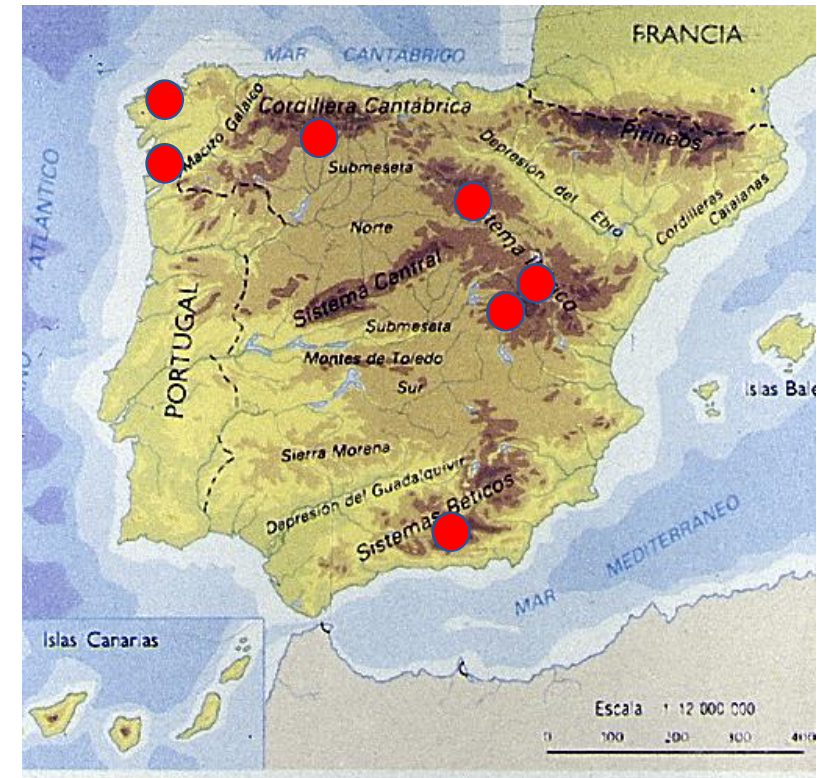 FRANCIA
MAR CANTÁBRICO
Cordillera Cantábrica
Macizo Galaico
Pirineos
Submeseta
Depresión del Ebro
Cordilleras
Catalanas
Norte
ATLÁNTICO
Sistema Central
PORTUGAL
Submeseta
Montes de Toledo
Sur
Islas Bale
Sierra Morena
Depresión del Guadalquivir
Sistemas Béticos
MAR MEDITERRANEO
Islas Canarias
Escala 1 12 000 000
0 100 200 300 400